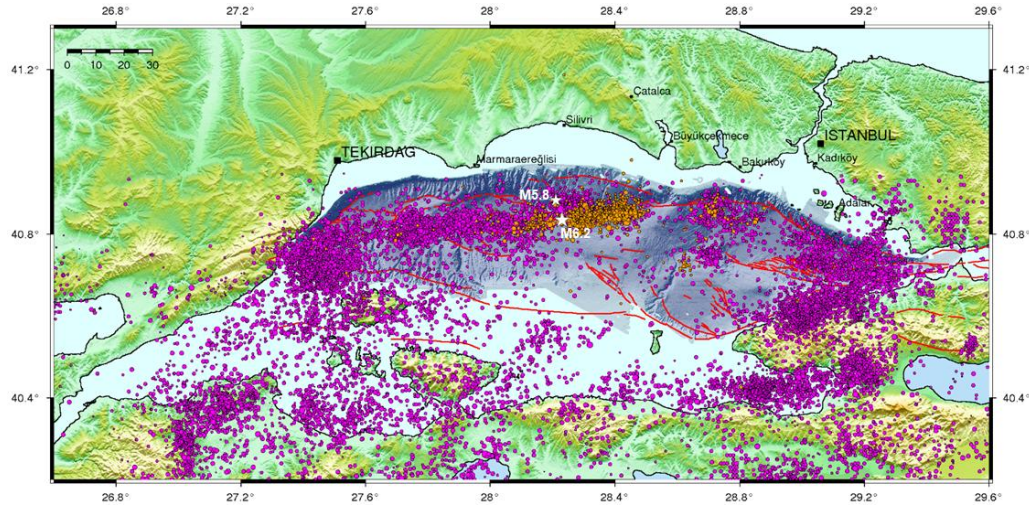 26.8° 27.2° 27.6° 28° 28.4° 28.8° 29.2° 29.6°
41.2° 41.2°
0 10 20 30
Çatalca
Silivri
Büyükçekmece
ISTANBUL
TEKIRDAG
Marmaraereğlisi
Bakırköy
Kadıköy
M5.8
Adalar
M6.2
40.8° 40.8°
40.4° 40.4°
26.8° 27.2° 27.6° 28° 28.4° 28.8° 29.2° 29.6°